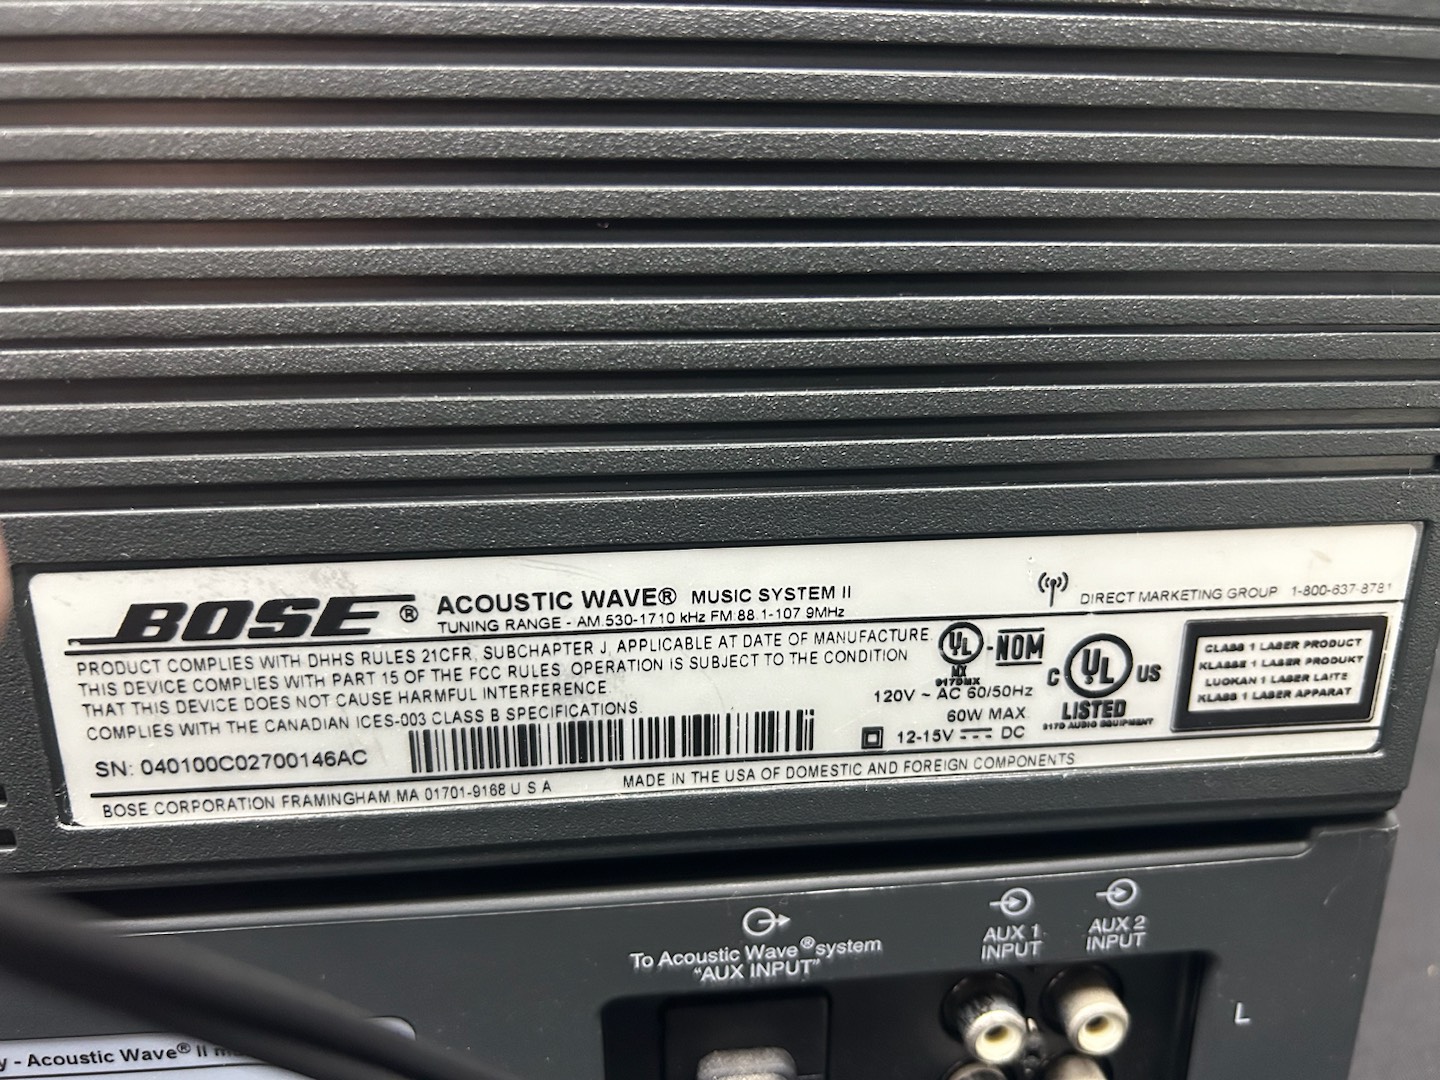 BOSE® ACOUSTIC WAVE® MUSIC SYSTEM II
TUNING RANGE - AM:530-1710 kHz FM:88.1-107.9MHz
DIRECT MARKETING GROUP 1-800-637-8781
PRODUCT COMPLIES WITH DHHS RULES 21CFR, SUBCHAPTER J, APPLICABLE AT DATE OF MANUFACTURE.
THIS DEVICE COMPLIES WITH PART 15 OF THE FCC RULES. OPERATION IS SUBJECT TO THE CONDITION
THAT THIS DEVICE DOES NOT CAUSE HARMFUL INTERFERENCE.
COMPLIES WITH THE CANADIAN ICES-003 CLASS B SPECIFICATIONS.
SN: 040100C02700146AC
UL-NOM
MX
917DMX
120V ~ AC 60/50Hz
60W MAX
12-15V DC
C UL US
LISTED
917D AUDIO EQUIPMENT
CLASS 1 LASER PRODUCT
KLASSE 1 LASER PRODUKT
LUOKAN 1 LASER LAITE
KLASS 1 LASER APPARAT
BOSE CORPORATION FRAMINGHAM, MA 01701-9168 U S A
MADE IN THE USA OF DOMESTIC AND FOREIGN COMPONENTS
To Acoustic Wave® system
"AUX INPUT"
AUX 1
INPUT
AUX 2
INPUT
L
y - Acoustic Wave® II